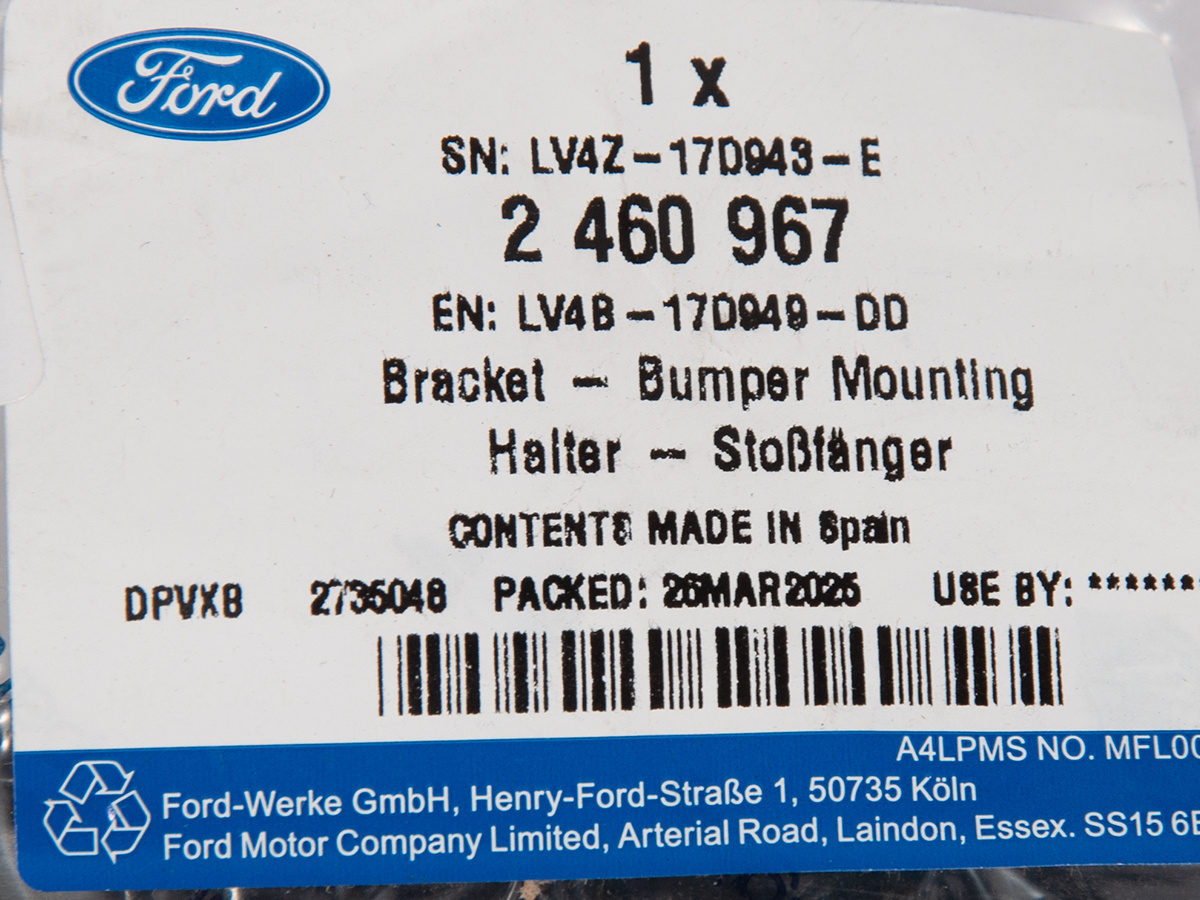 Ford
1 x
SN: LV4Z-17D943-E
2 460 967
EN: LV4B-17D949-DD
Bracket - Bumper Mounting
Halter - Stoßfänger
CONTENTS MADE IN Spain
DPVXB 2735048 PACKED: 26MAR2025 USE BY: *******
A4LPMS NO. MFL00
Ford-Werke GmbH, Henry-Ford-Straße 1, 50735 Köln
Ford Motor Company Limited, Arterial Road, Laindon, Essex. SS15 6E